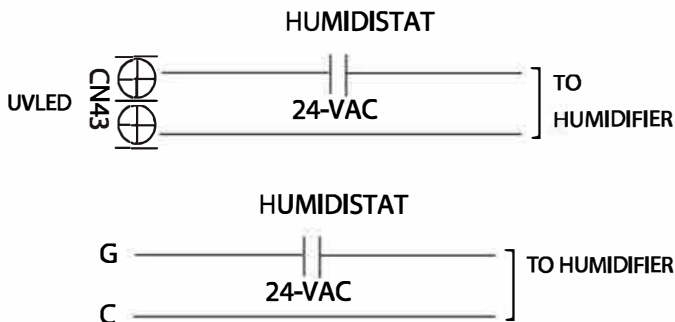 HUMIDISTAT
UVLED
CN43
24-VAC
TO
HUMIDIFIER
HUMIDISTAT
G
24-VAC
TO HUMIDIFIER
C